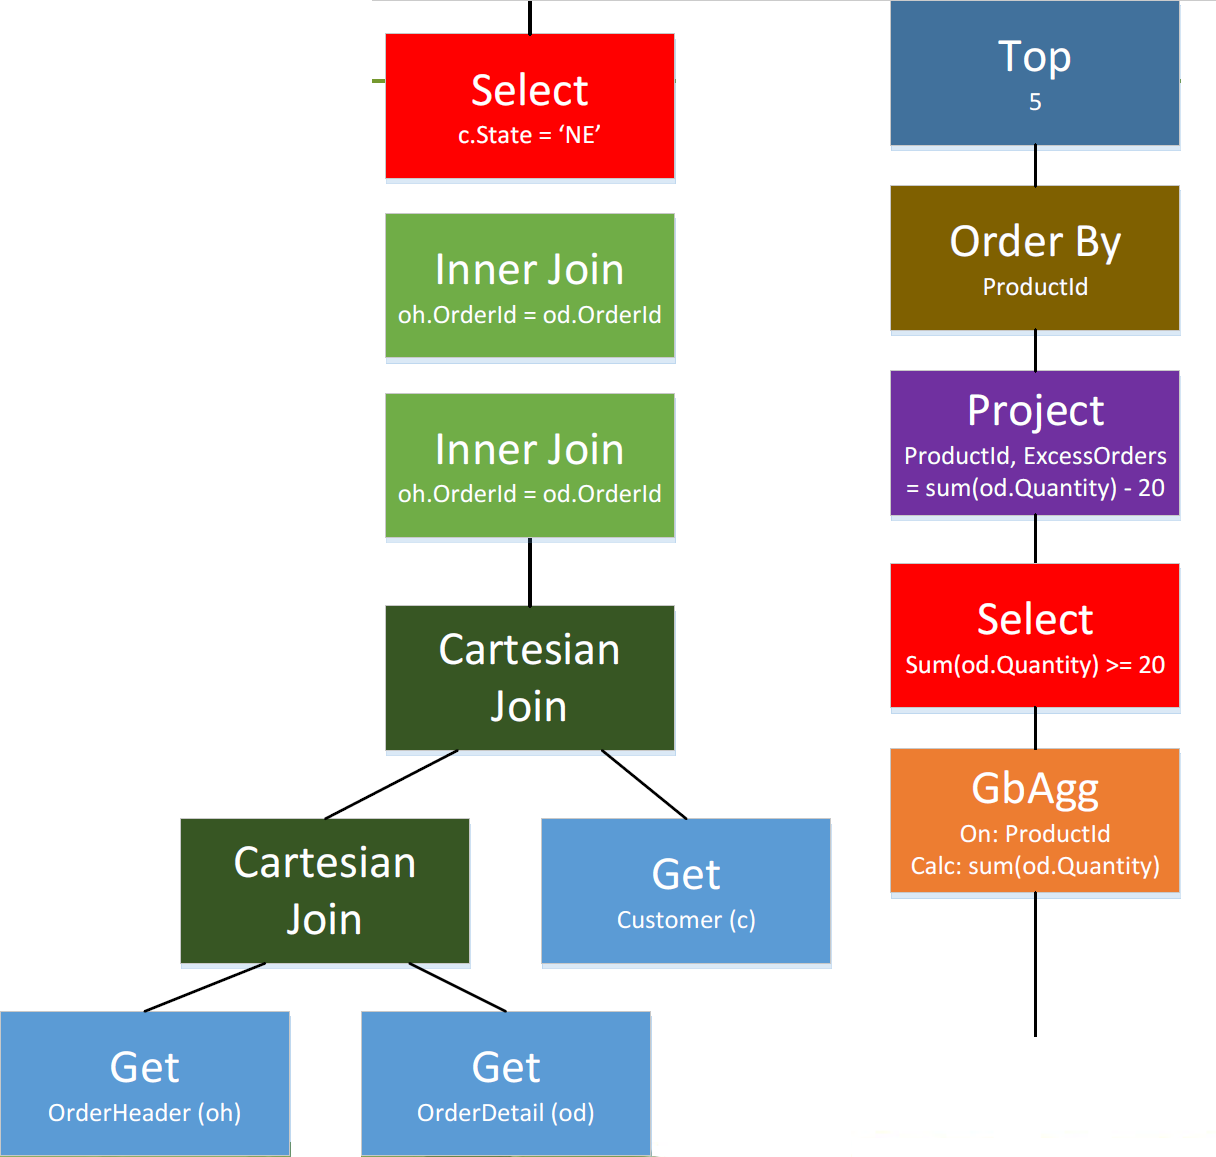 Select
c.State = ‘NE’
Inner Join
oh.OrderId = od.OrderId
Inner Join
oh.OrderId = od.OrderId
Cartesian
Join
Cartesian
Join
Get
Customer (c)
Get
OrderHeader (oh)
Get
OrderDetail (od)
Top
5
Order By
ProductId
Project
ProductId, ExcessOrders
= sum(od.Quantity) - 20
Select
Sum(od.Quantity) >= 20
GbAgg
On: ProductId
Calc: sum(od.Quantity)